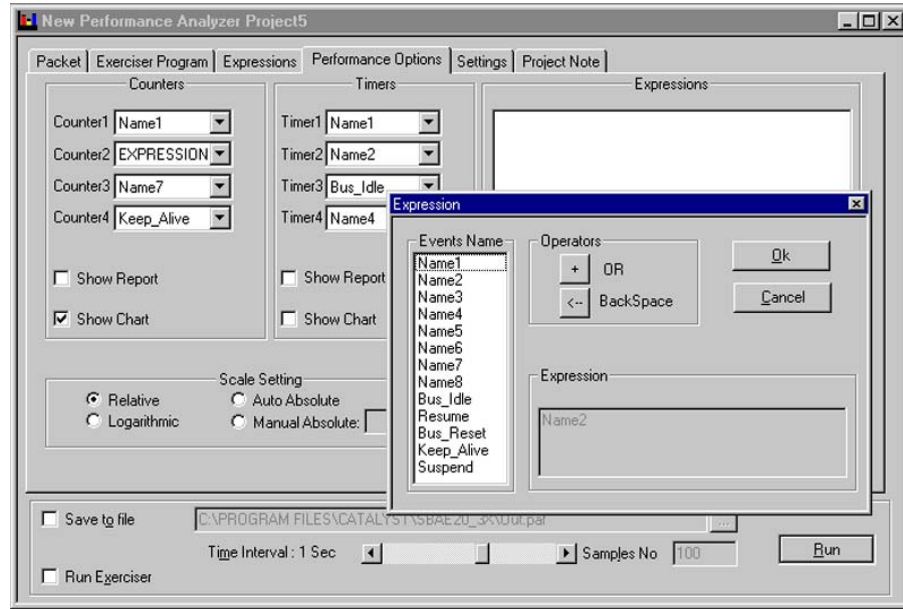 New Performance Analyzer Project5
Packet Exerciser Program Expressions Performance Options Settings Project Note
Counters
Counter1 Name1
Counter2 EXPRESSION
Counter3 Name7
Counter4 Keep_Alive
Show Report
Show Chart
Timers
Timer1 Name1
Timer2 Name2
Timer3 Bus_Idle
Timer4 Name4
Show Report
Show Chart
Expressions
Scale Setting
Relative
Auto Absolute
Logarithmic
Manual Absolute:
Expression
Events Name
Name1
Name2
Name3
Name4
Name5
Name6
Name7
Name8
Bus_Idle
Resume
Bus_Reset
Keep_Alive
Suspend
Operators
+ OR
<-- BackSpace
Ok
Cancel
Expression
Name2
Save to file
C:\PROGRAM FILES\CATALYST\SBAE20_3X\Out.paf
...
Time Interval : 1 Sec
Samples No 100
Run
Run Exerciser